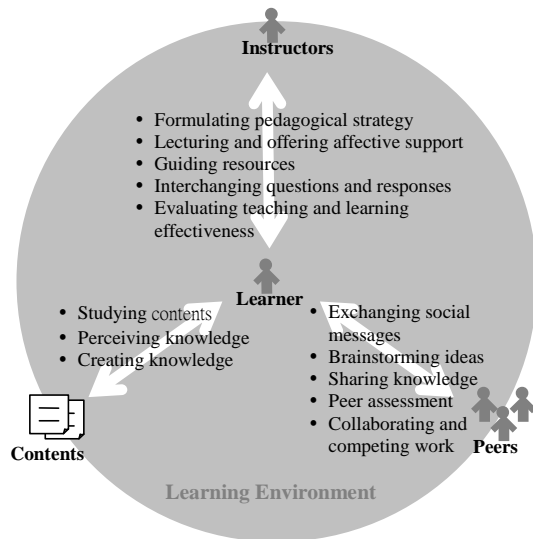 Instructors
• Formulating pedagogical strategy
• Lecturing and offering affective support
• Guiding resources
• Interchanging questions and responses
• Evaluating teaching and learning
effectiveness
Learner
• Studying contents
• Perceiving knowledge
• Creating knowledge
• Exchanging social
messages
• Brainstorming ideas
• Sharing knowledge
• Peer assessment
• Collaborating and
competing work
Contents
Peers
Learning Environment